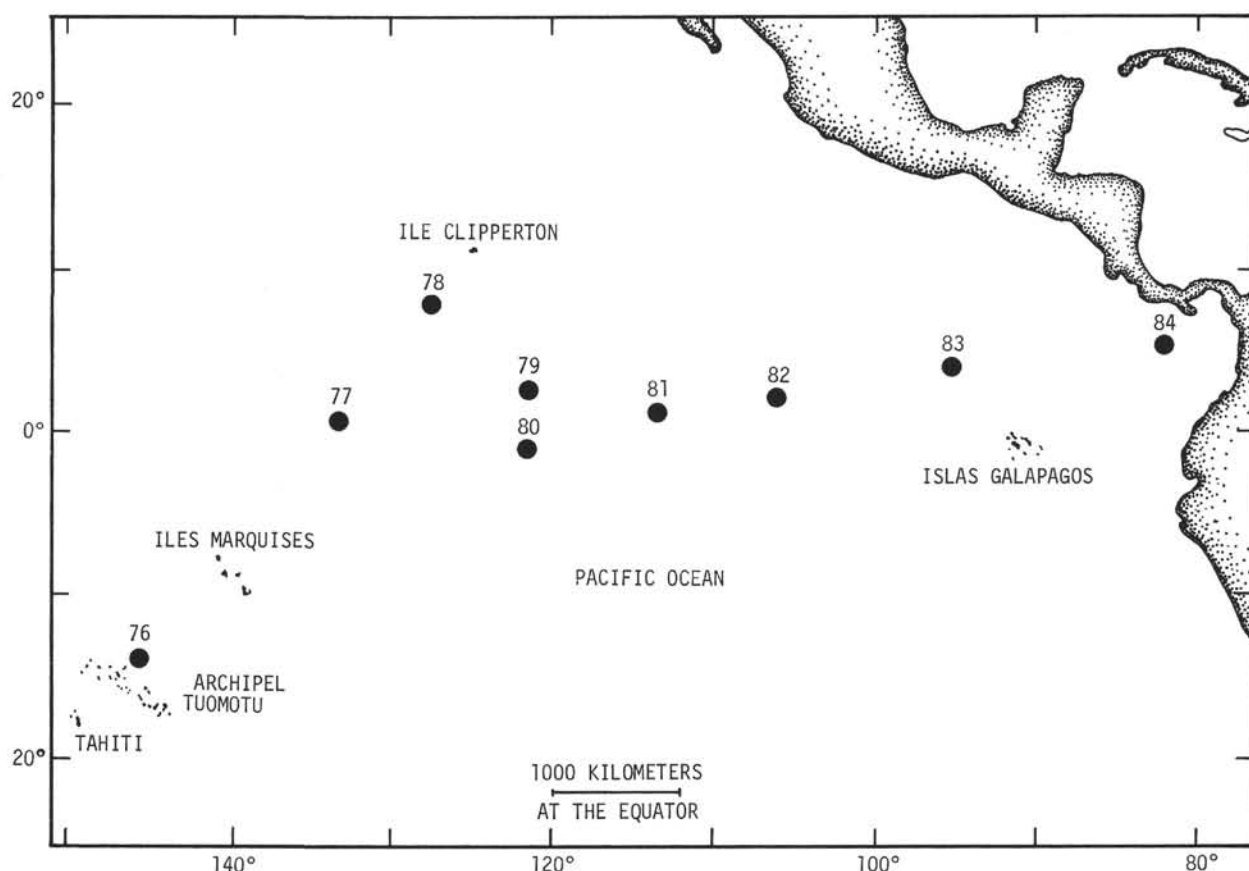 20°
ILE CLIPPERTON
78
84
83
79
82
81
77
80
0°
ISLAS GALAPAGOS
ILES MARQUISES
PACIFIC OCEAN
76
ARCHIPEL
TUOMOTU
TAHITI
20°
1000 KILOMETERS
AT THE EQUATOR
140°
120°
100°
80°